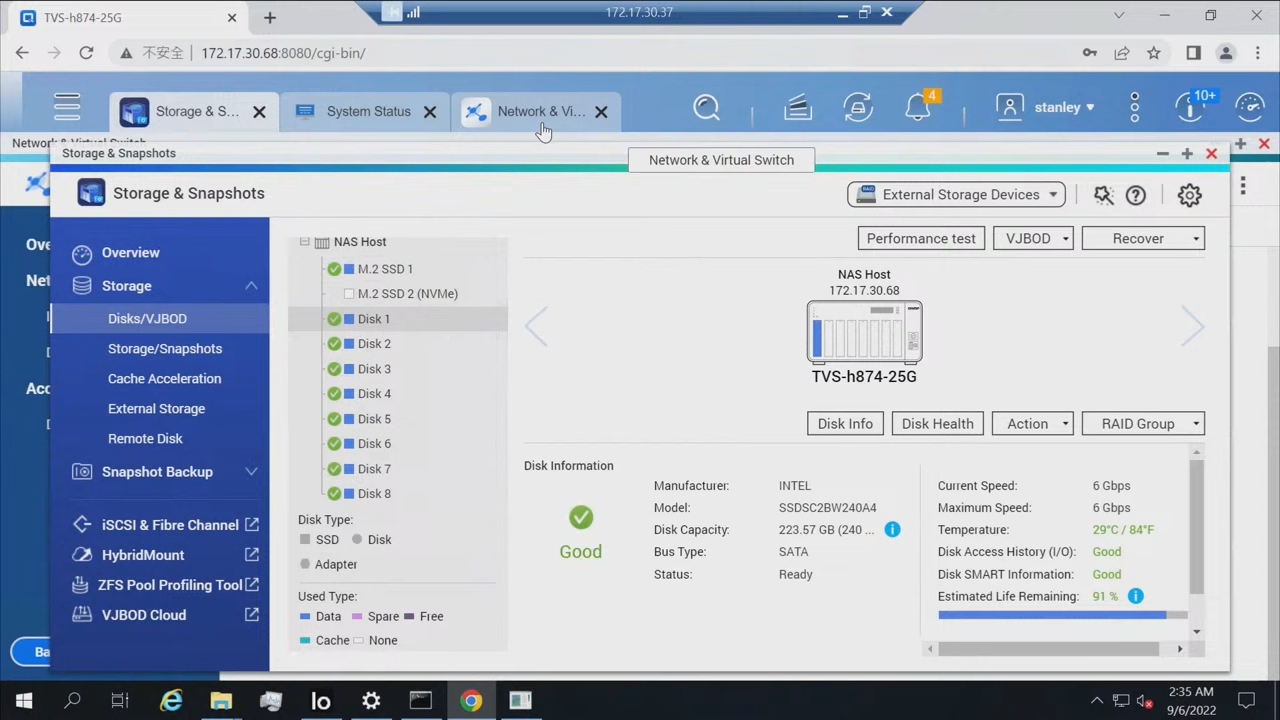 TVS-h874-25G
172.17.30.37
不安全
172.17.30.68:8080/cgi-bin/
Storage & S...
System Status
Network & Vi...
4
stanley
10+
Network & Virtual Switch
Storage & Snapshots
Network & Virtual Switch
Storage & Snapshots
External Storage Devices
Performance test
VJBOD
Recover
Overview
Storage
Disks/VJBOD
Storage/Snapshots
Cache Acceleration
External Storage
Remote Disk
Snapshot Backup
iSCSI & Fibre Channel
HybridMount
ZFS Pool Profiling Tool
VJBOD Cloud
NAS Host
M.2 SSD 1
M.2 SSD 2 (NVMe)
Disk 1
Disk 2
Disk 3
Disk 4
Disk 5
Disk 6
Disk 7
Disk 8
Disk Type:
SSD Disk
Adapter
Used Type:
Data Spare Free
Cache None
NAS Host
172.17.30.68
TVS-h874-25G
Disk Info
Disk Health
Action
RAID Group
Disk Information
Good
Manufacturer: INTEL
Model: SSDSC2BW240A4
Disk Capacity: 223.57 GB (240 ...
Bus Type: SATA
Status: Ready
Current Speed: 6 Gbps
Maximum Speed: 6 Gbps
Temperature: 29°C / 84°F
Disk Access History (I/O): Good
Disk SMART Information: Good
Estimated Life Remaining: 91 %
2:35 AM
9/6/2022